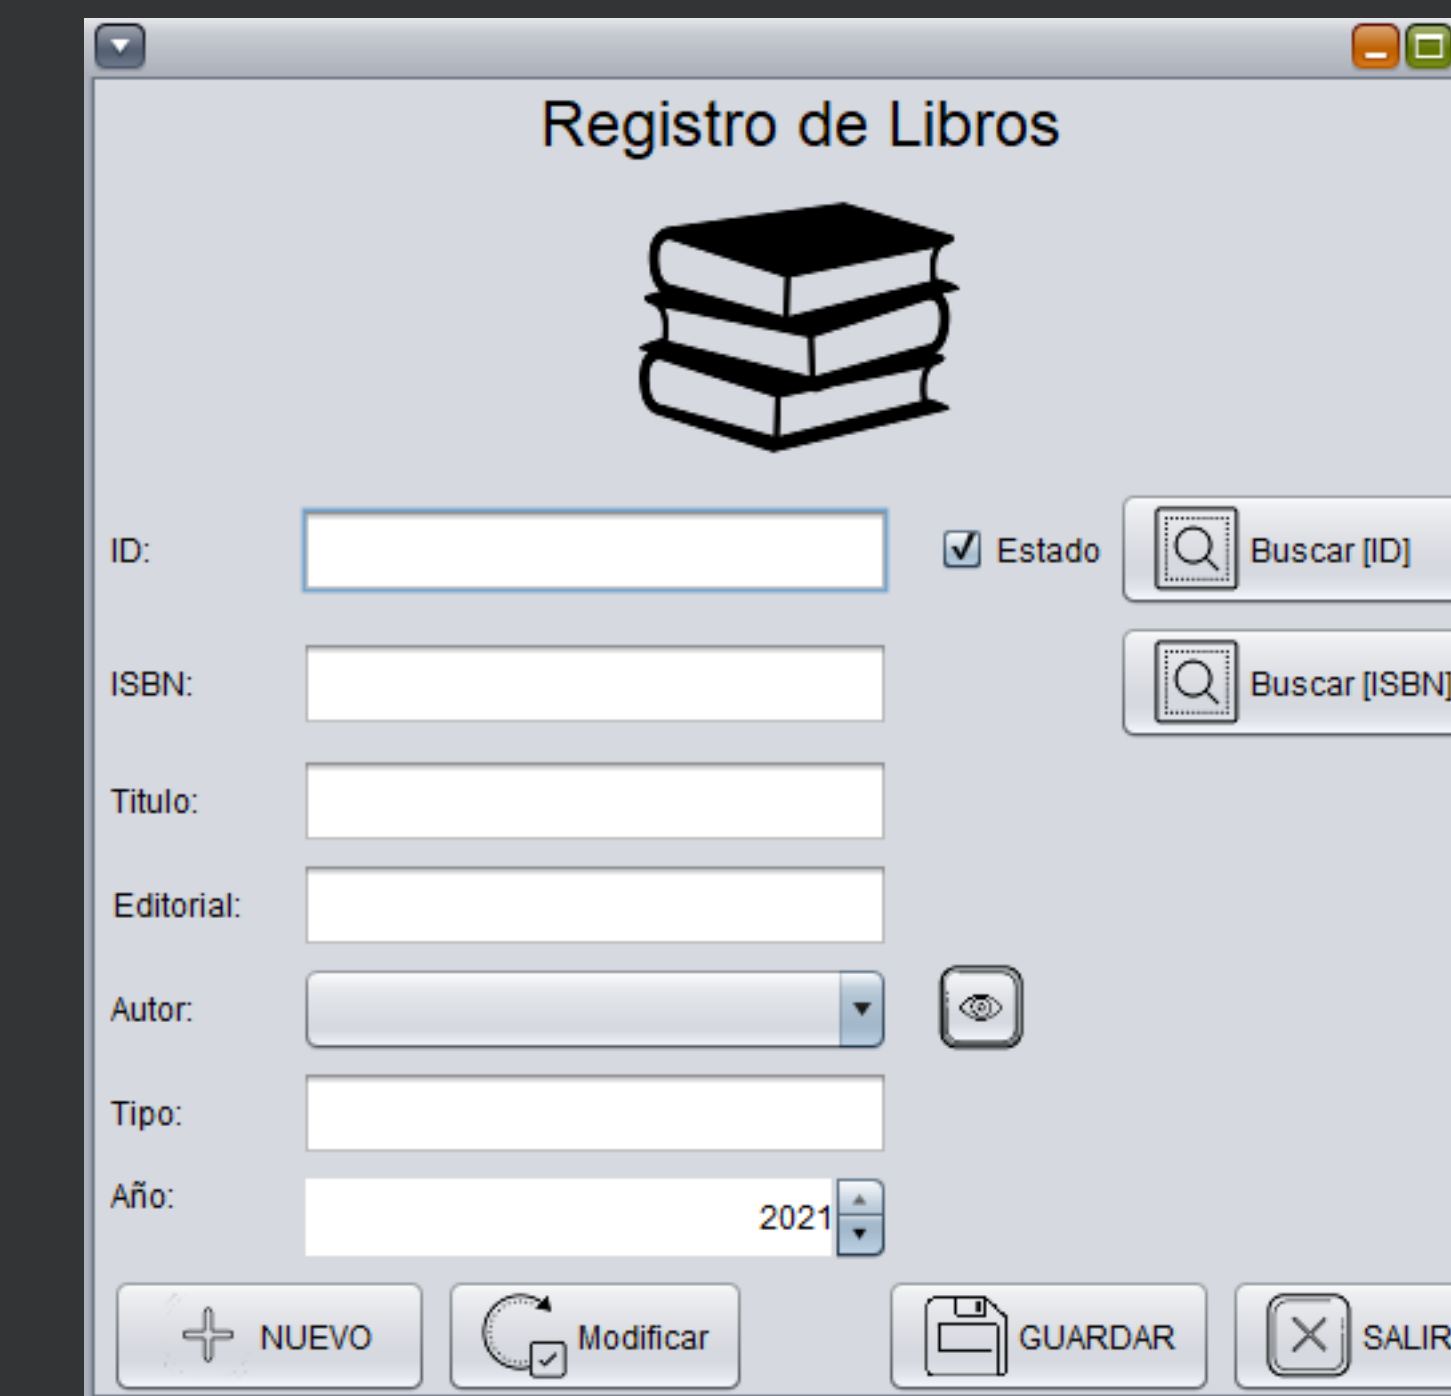 Registro de Libros
ID:
Estado
Buscar [ID]
ISBN:
Buscar [ISBN]
Titulo:
Editorial:
Autor:
Tipo:
Año:
2021
NUEVO
Modificar
GUARDAR
SALIR